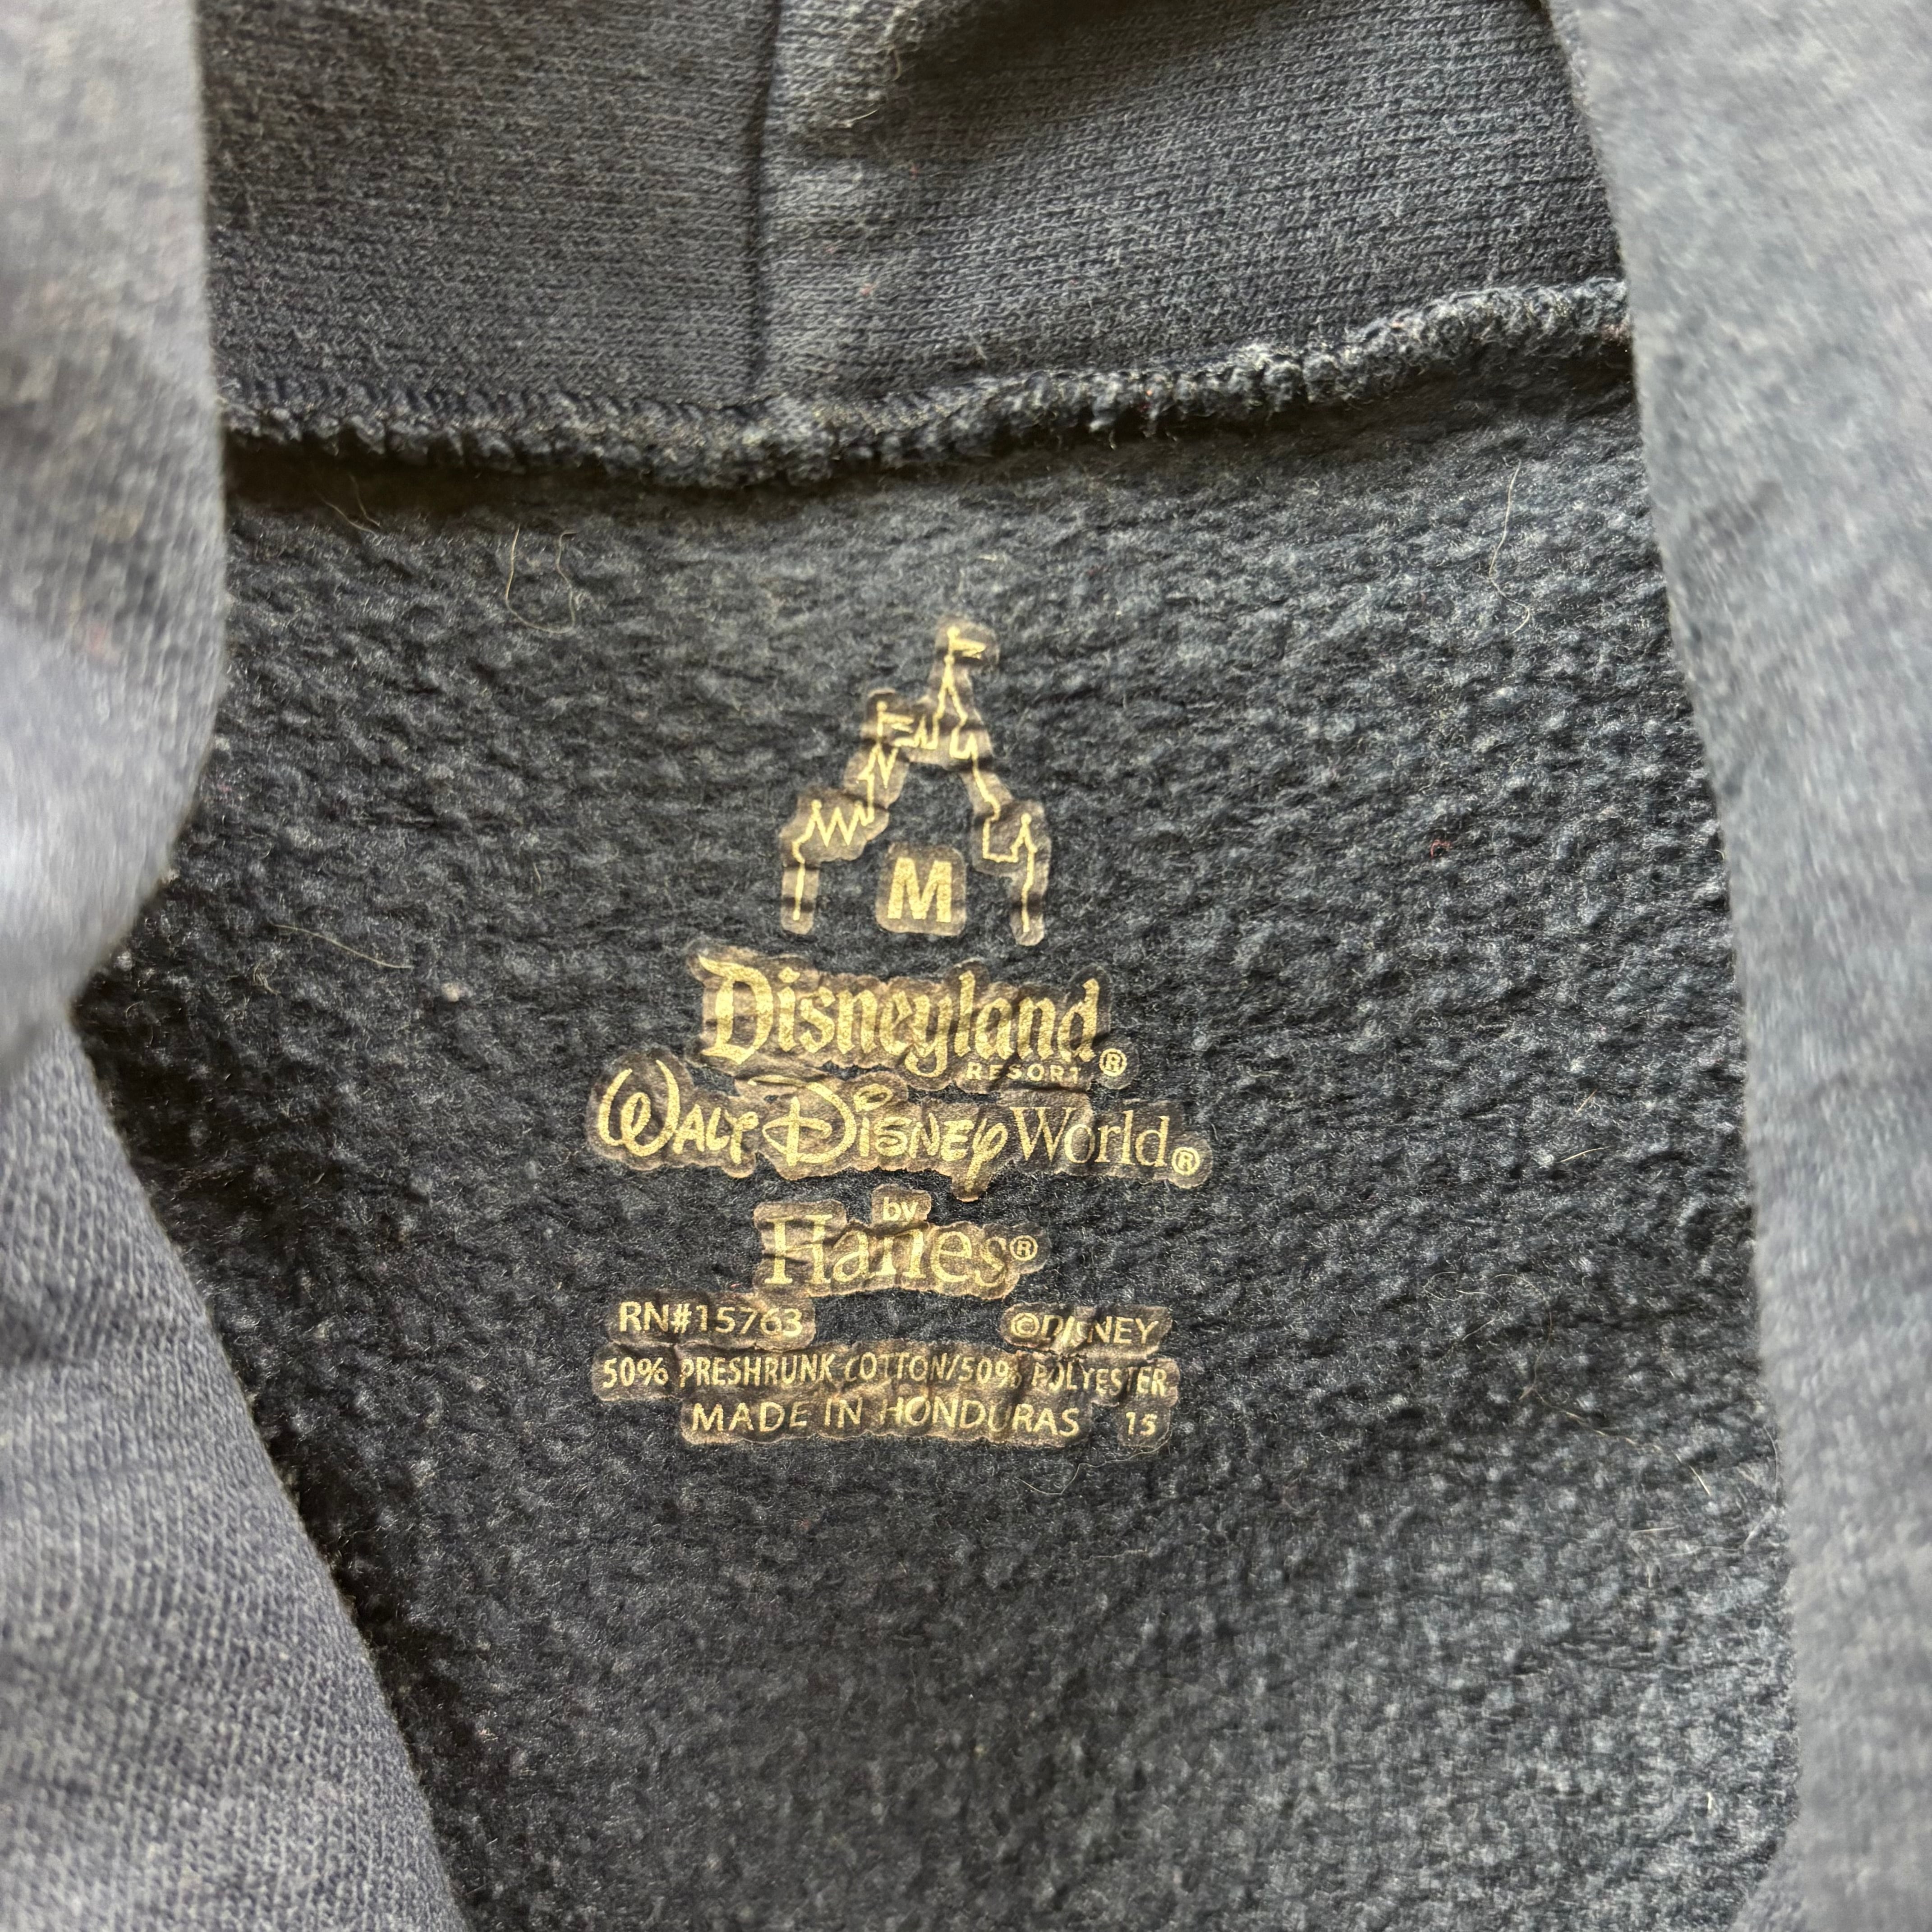 M
Disneyland®
RESORT
WALT DISNEY World®
by
Hanes®
RN#15763 ©DISNEY
50% PRESHRUNK COTTON/50% POLYESTER
MADE IN HONDURAS 15